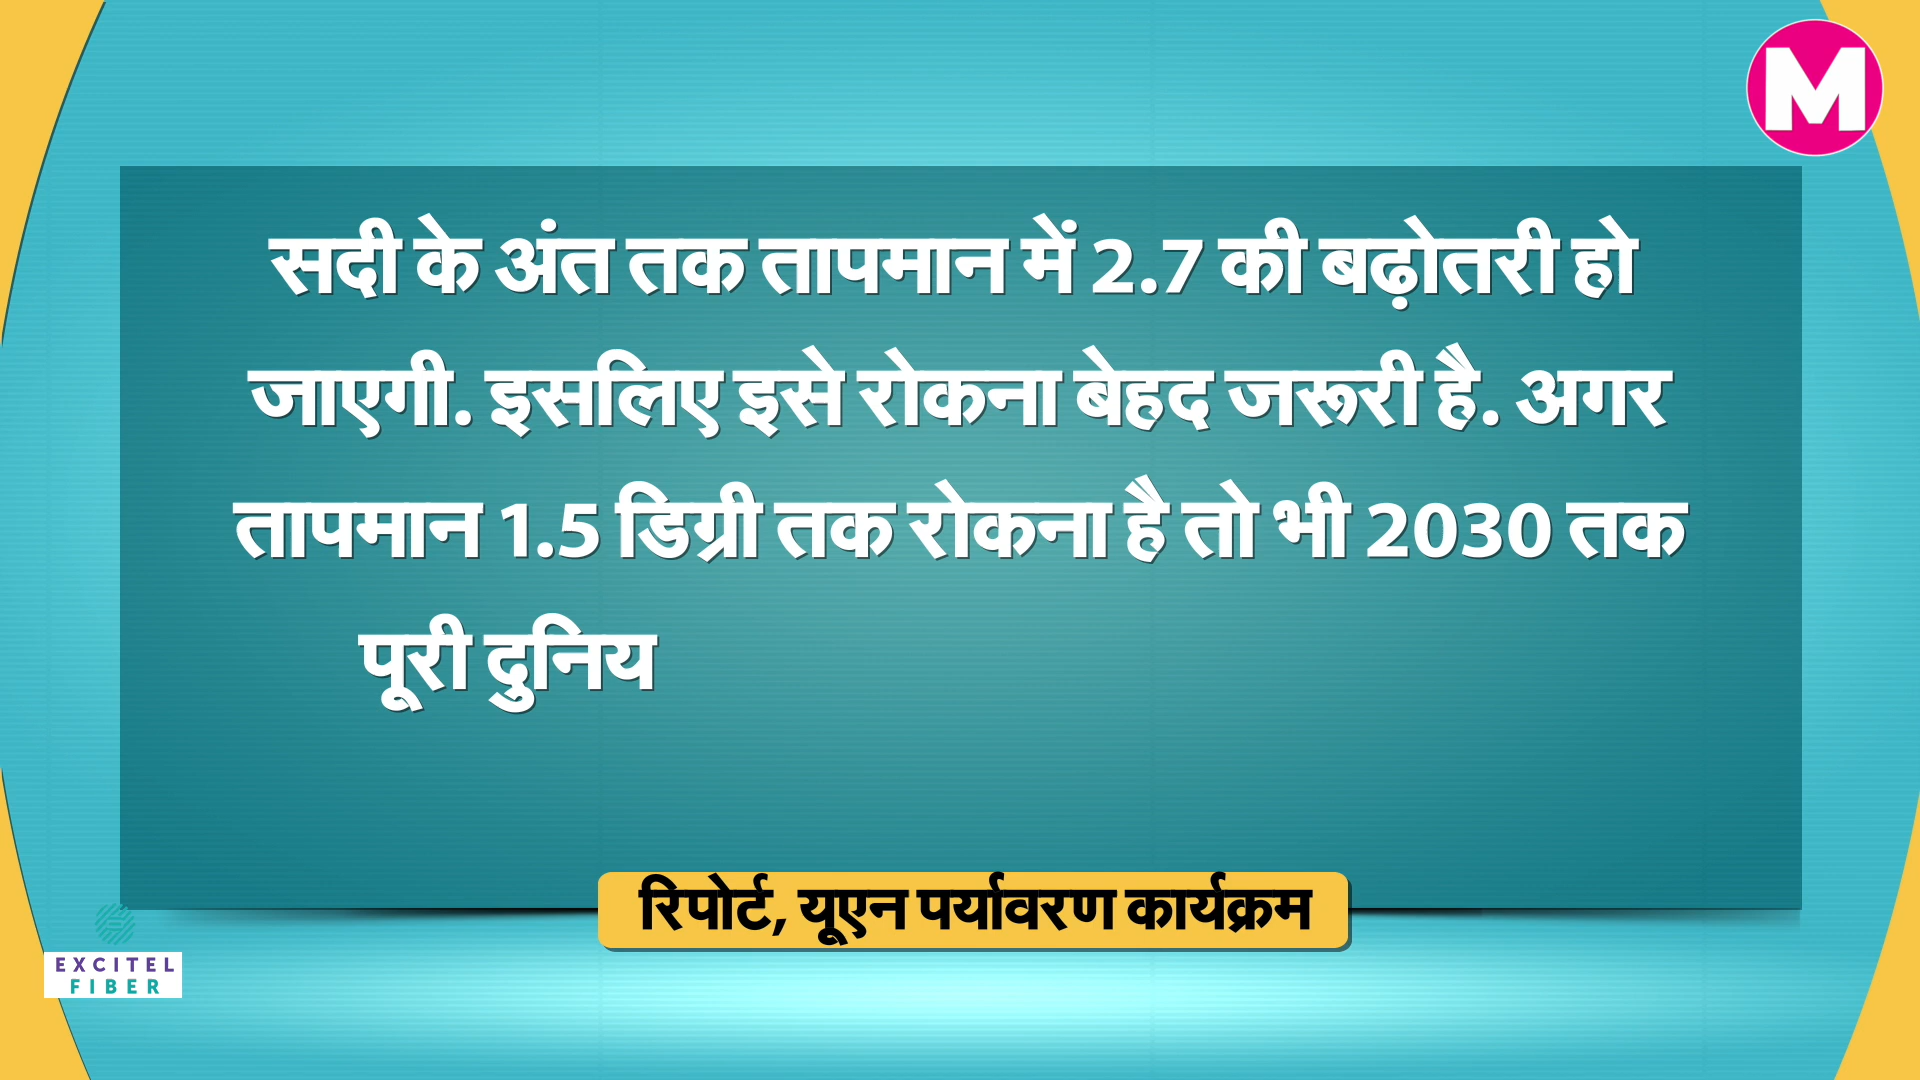 M
सदी के अंत तक तापमान में 2.7 की बढ़ोतरी हो
जाएगी. इसलिए इसे रोकना बेहद जरूरी है. अगर
तापमान 1.5 डिग्री तक रोकना है तो भी 2030 तक
पूरी दुनिय
रिपोर्ट, यूएन पर्यावरण कार्यक्रम
EXCITEL
FIBER